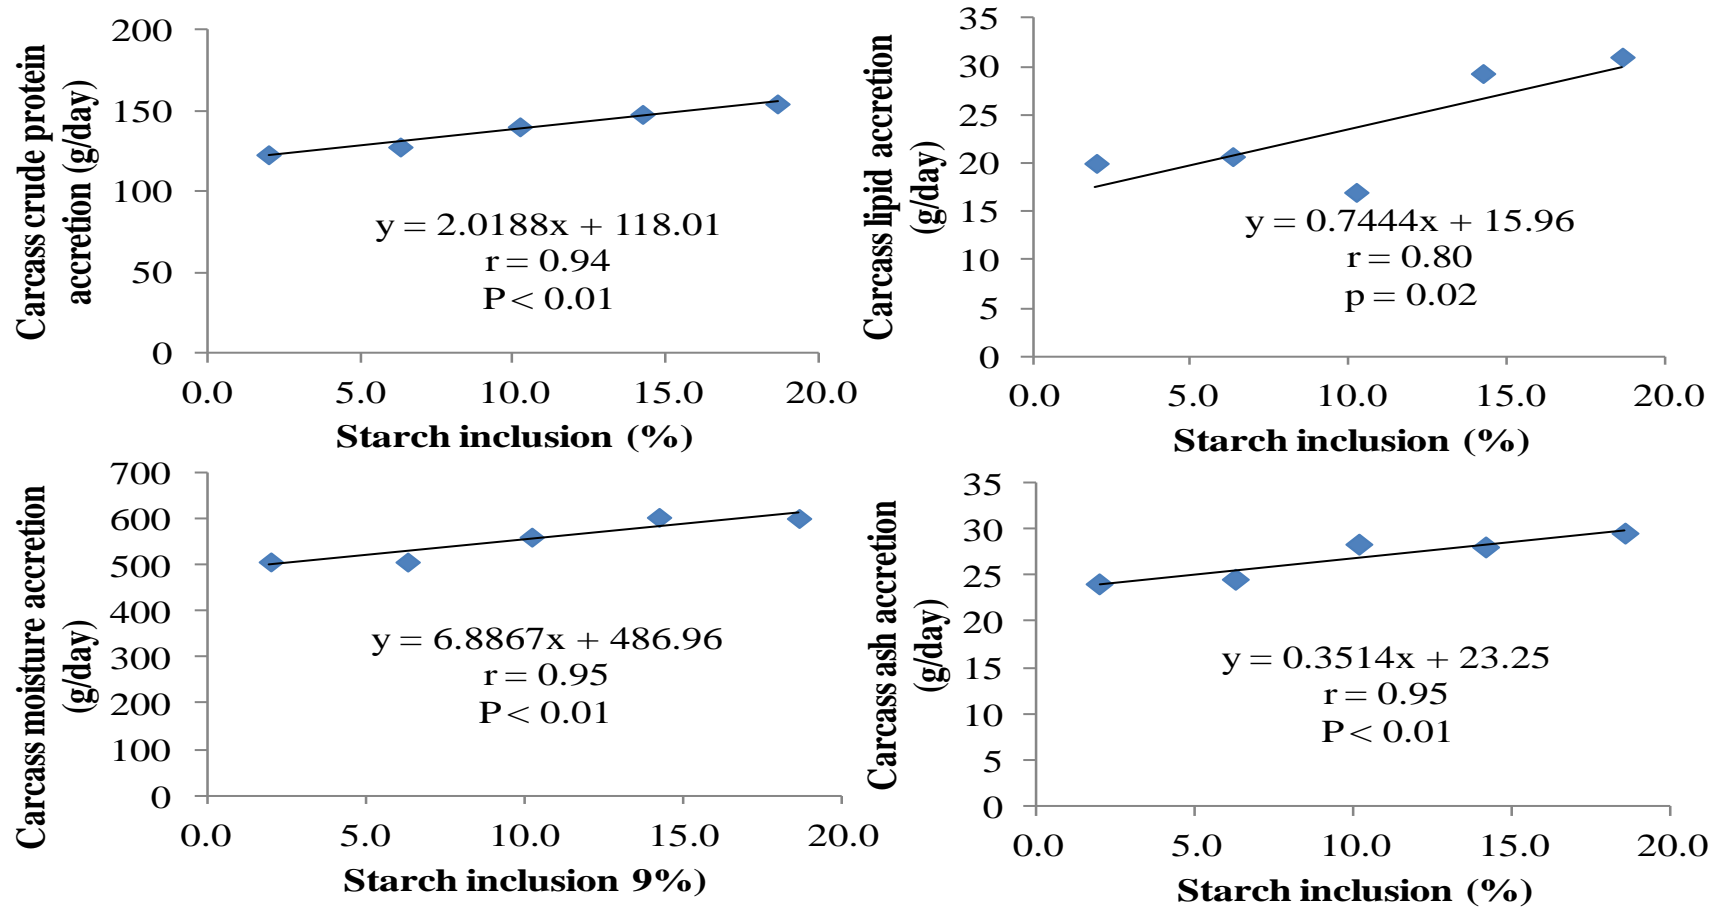 Carcass crude protein
accretion (g/day)
200
150
100
50
0
y = 2.0188x + 118.01
r = 0.94
P < 0.01
0.0 5.0 10.0 15.0 20.0
Starch inclusion (%)
Carcass lipid accretion
(g/day)
35
30
25
20
15
10
5
0
y = 0.7444x + 15.96
r = 0.80
p = 0.02
0.0 5.0 10.0 15.0 20.0
Starch inclusion (%)
Carcass moisture accretion
(g/day)
700
600
500
400
300
200
100
0
y = 6.8867x + 486.96
r = 0.95
P < 0.01
0.0 5.0 10.0 15.0 20.0
Starch inclusion 9%)
Carcass ash accretion
(g/day)
35
30
25
20
15
10
5
0
y = 0.3514x + 23.25
r = 0.95
P < 0.01
0.0 5.0 10.0 15.0 20.0
Starch inclusion (%)